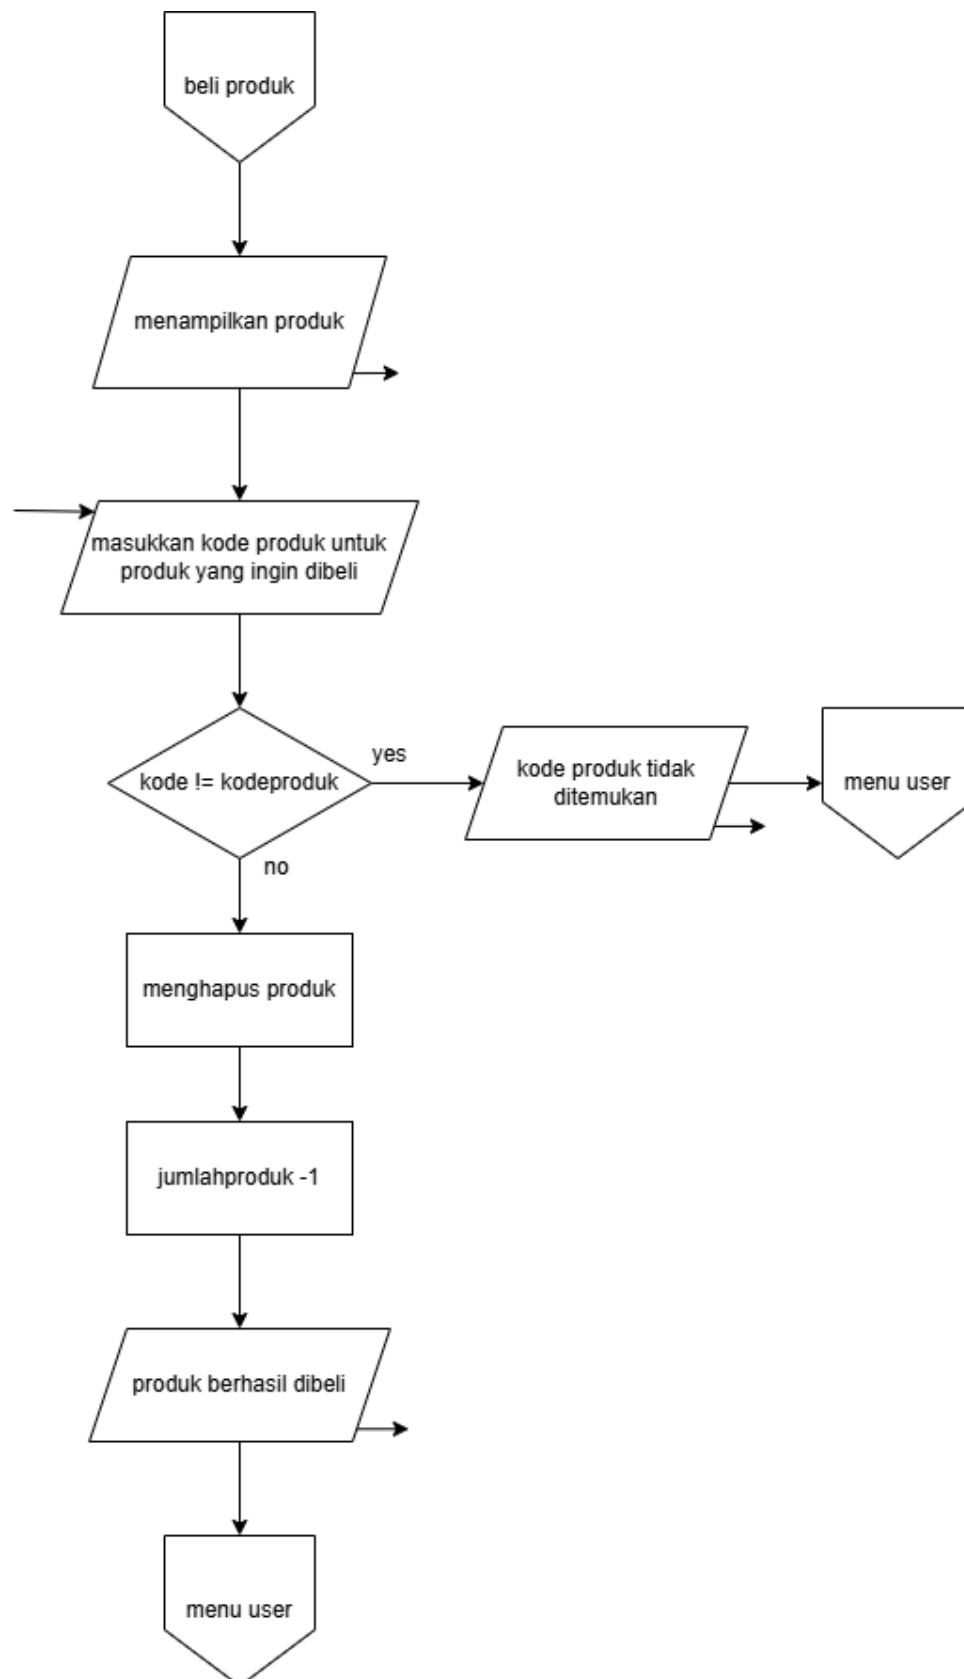 beli produk
menampilkan produk
masukkan kode produk untuk
produk yang ingin dibeli
kode != kodeproduk
yes
kode produk tidak
ditemukan
menu user
no
menghapus produk
jumlahproduk -1
produk berhasil dibeli
menu user